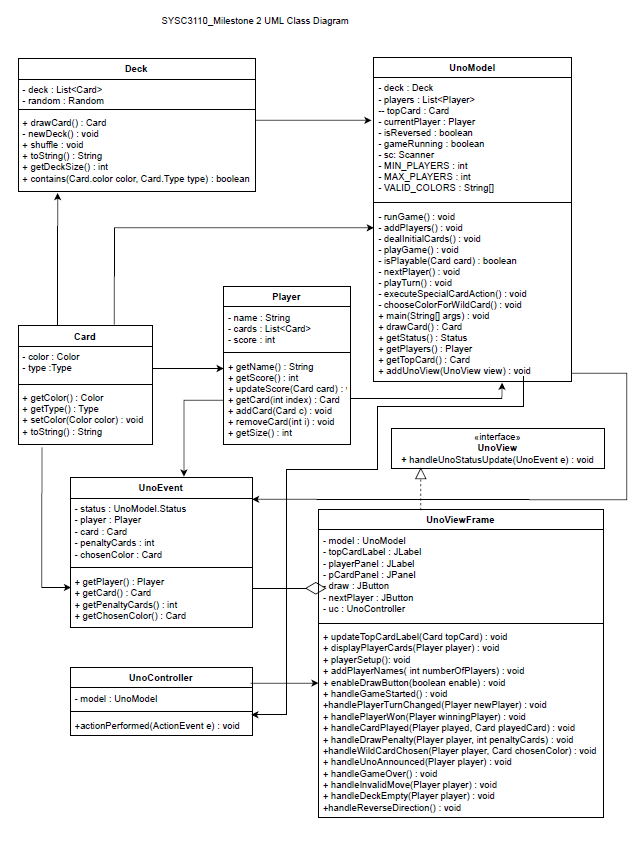 SYSC3110_Milestone 2 UML Class Diagram
Deck
- deck : List<Card>
- random : Random
+ drawCard() : Card
- newDeck() : void
+ shuffle : void
+ toString() : String
+ getDeckSize() : int
+ contains(Card.color color, Card.Type type) : boolean
UnoModel
- deck : Deck
- players : List<Player>
-- topCard : Card
- currentPlayer : Player
- isReversed : boolean
- gameRunning : boolean
- sc: Scanner
- MIN_PLAYERS : int
- MAX_PLAYERS : int
- VALID_COLORS : String[]
- runGame() : void
- addPlayers() : void
- dealInitialCards() : void
- playGame() : void
- isPlayable(Card card) : boolean
- nextPlayer() : void
- playTurn() : void
- executeSpecialCardAction() : void
- chooseColorForWildCard() : void
+ main(String[] args) : void
+ drawCard() : Card
+ getStatus() : Status
+ getPlayers() : Player
+ getTopCard() : Card
+ addUnoView(UnoView view) : void
Player
- name : String
- cards : List<Card>
- score : int
+ getName() : String
+ getScore() : int
+ updateScore(Card card) :
+ getCard(int index) : Card
+ addCard(Card c) : void
+ removeCard(int i) : void
+ getSize() : int
Card
- color : Color
- type :Type
+ getColor() : Color
+ getType() : Type
+ setColor(Color color) : void
+ toString() : String
«interface»
UnoView
+ handleUnoStatusUpdate(UnoEvent e) : void
UnoEvent
- status : UnoModel.Status
- player : Player
- card : Card
- penaltyCards : int
- chosenColor : Card
+ getPlayer() : Player
+ getCard() : Card
+ getPenaltyCards() : int
+ getChosenColor() : Card
UnoViewFrame
- model : UnoModel
- topCardLabel : JLabel
- playerPanel : JLabel
- pCardPanel : JPanel
- draw : JButton
- nextPlayer : JButton
- uc : UnoController
+ updateTopCardLabel(Card topCard) : void
+ displayPlayerCards(Player player) : void
+ playerSetup(): void
+ addPlayerNames( int numberOfPlayers) : void
+ enableDrawButton(boolean enable) : void
+ handleGameStarted() : void
+handlePlayerTurnChanged(Player newPlayer) : void
+ handlePlayerWon(Player winningPlayer) : void
+ handleCardPlayed(Player played, Card playedCard) : void
+ handleDrawPenalty(Player player, int penaltyCards) : void
+handleWildCardChosen(Player player, Card chosenColor) : void
+ handleUnoAnnounced(Player player) : void
+ handleGameOver() : void
+ handleInvalidMove(Player player) : void
+ handleDeckEmpty(Player player) : void
+handleReverseDirection() : void
UnoController
- model : UnoModel
+actionPerformed(ActionEvent e) : void